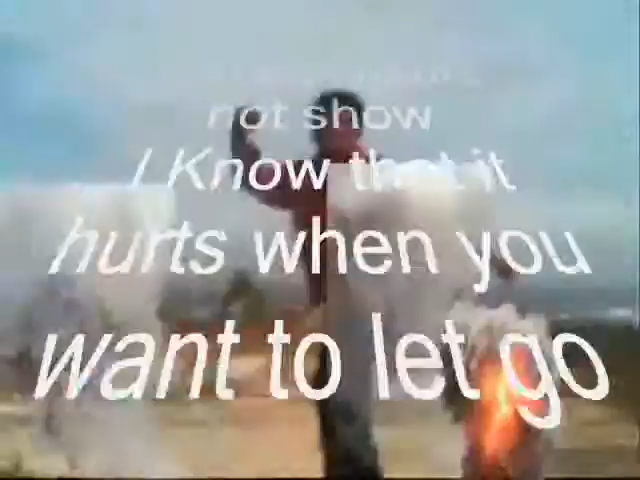 not show
I Know that it
hurts when you
want to let go